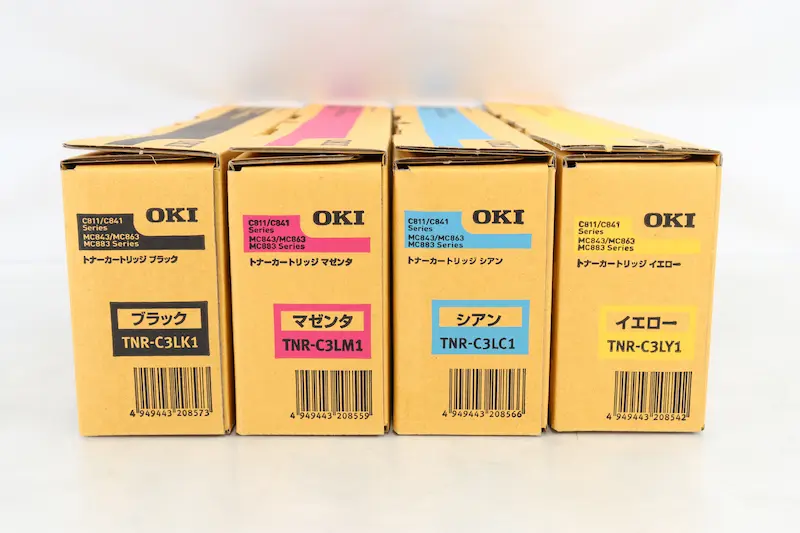 OKI
C811/C841
Series
MC843/MC863
MC883 Series
トナーカートリッジ ブラック
ブラック
TNR-C3LK1
4 949443 208573
OKI
C811/C841
Series
MC843/MC863
MC883 Series
トナーカートリッジ マゼンタ
マゼンタ
TNR-C3LM1
4 949443 208559
OKI
C811/C841
Series
MC843/MC863
MC883 Series
トナーカートリッジ シアン
シアン
TNR-C3LC1
4 949443 208566
OKI
C811/C841
Series
MC843/MC863
MC883 Series
トナーカートリッジ イエロー
イエロー
TNR-C3LY1
4 949443 208542